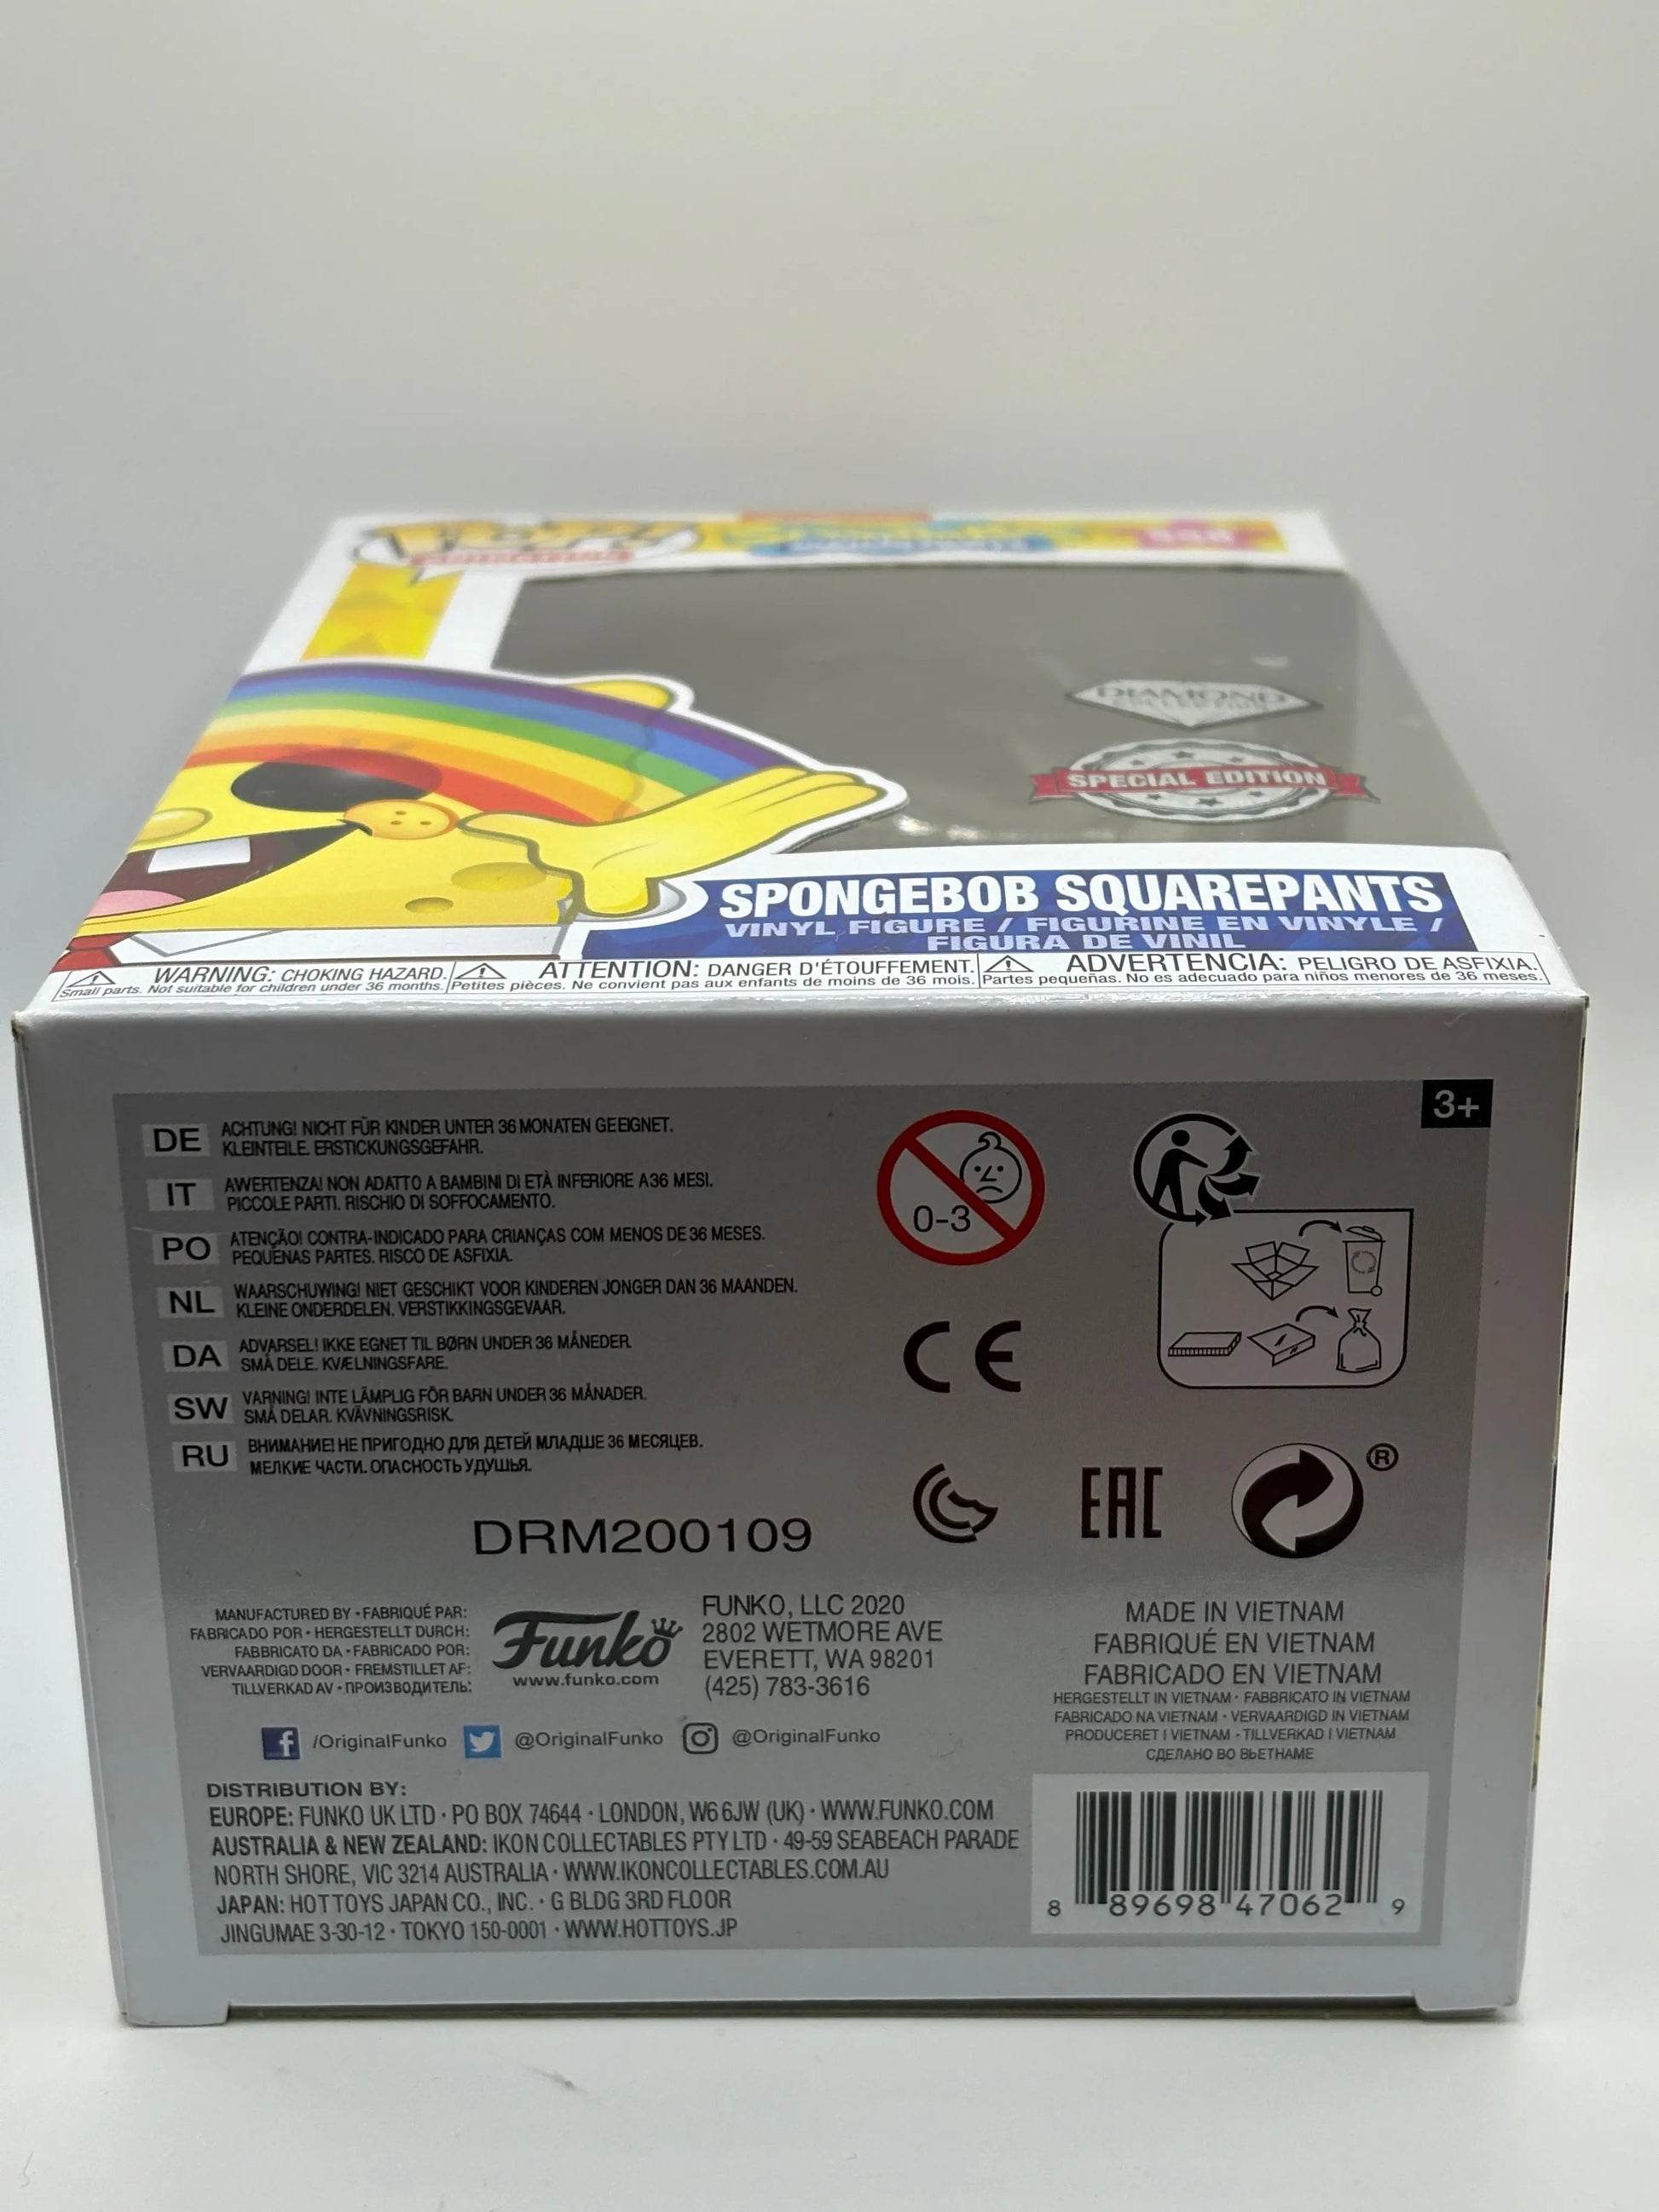 POP!
ANIMATION
558
DIAMOND
COLLECTION
SPECIAL EDITION
SPONGEBOB SQUAREPANTS
VINYL FIGURE / FIGURINE EN VINYLE /
FIGURA DE VINIL
WARNING: CHOKING HAZARD.
Small parts. Not suitable for children under 36 months.
ATTENTION: DANGER D'ÉTOUFFEMENT.
Petites pièces. Ne convient pas aux enfants de moins de 36 mois.
ADVERTENCIA: PELIGRO DE ASFIXIA.
Partes pequeñas. No es adecuado para niños menores de 36 meses.
3+
DE ACHTUNG! NICHT FÜR KINDER UNTER 36 MONATEN GEEIGNET.
KLEINTEILE. ERSTICKUNGSGEFAHR.
IT AVVERTENZA! NON ADATTO A BAMBINI DI ETÀ INFERIORE A 36 MESI.
PICCOLE PARTI. RISCHIO DI SOFFOCAMENTO.
PO ATENÇÃO! CONTRA-INDICADO PARA CRIANÇAS COM MENOS DE 36 MESES.
PEQUENAS PARTES. RISCO DE ASFIXIA.
NL WAARSCHUWING! NIET GESCHIKT VOOR KINDEREN JONGER DAN 36 MAANDEN.
KLEINE ONDERDELEN. VERSTIKKINGSGEVAAR.
DA ADVARSEL! IKKE EGNET TIL BØRN UNDER 36 MÅNEDER.
SMÅ DELE. KVÆLNINGSFARE.
SW VARNING! INTE LÄMPLIG FÖR BARN UNDER 36 MÅNADER.
SMÅ DELAR. KVÄVNINGSRISK.
RU ВНИМАНИЕ! НЕ ПРИГОДНО ДЛЯ ДЕТЕЙ МЛАДШЕ 36 МЕСЯЦЕВ.
МЕЛКИЕ ЧАСТИ. ОПАСНОСТЬ УДУШЬЯ.
0-3
CE
EAC
®
DRM200109
MANUFACTURED BY • FABRIQUÉ PAR:
FABRICADO POR • HERGESTELLT DURCH:
FABBRICATO DA • FABRICADO POR:
VERVAARDIGD DOOR • FREMSTILLET AF:
TILLVERKAD AV • ПРОИЗВОДИТЕЛЬ:
Funko
www.funko.com
FUNKO, LLC 2020
2802 WETMORE AVE
EVERETT, WA 98201
(425) 783-3616
MADE IN VIETNAM
FABRIQUÉ EN VIETNAM
FABRICADO EN VIETNAM
HERGESTELLT IN VIETNAM • FABBRICATO IN VIETNAM
FABRICADO NA VIETNAM • VERVAARDIGD IN VIETNAM
PRODUCERET I VIETNAM • TILLVERKAD I VIETNAM
СДЕЛАНО ВО ВЬЕТНАМЕ
/OriginalFunko @OriginalFunko @OriginalFunko
DISTRIBUTION BY:
EUROPE: FUNKO UK LTD • PO BOX 74644 • LONDON, W6 6JW (UK) • WWW.FUNKO.COM
AUSTRALIA & NEW ZEALAND: IKON COLLECTABLES PTY LTD • 49-59 SEABEACH PARADE
NORTH SHORE, VIC 3214 AUSTRALIA • WWW.IKONCOLLECTABLES.COM.AU
JAPAN: HOT TOYS JAPAN CO., INC. • G BLDG 3RD FLOOR
JINGUMAE 3-30-12 • TOKYO 150-0001 • WWW.HOTTOYS.JP
8 89698 47062 9